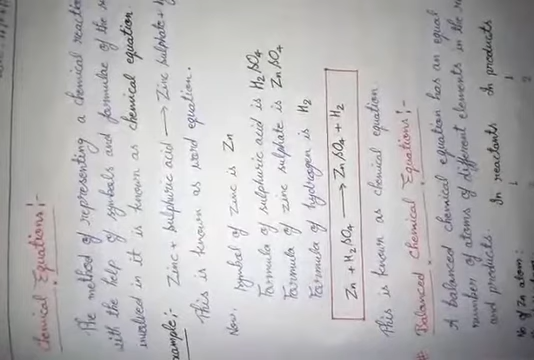 Chemical Equations:-
The method of representing a chemical
with the help of symbols and formulae of the
involved in it is known as chemical equation
Example:- Zinc + sulphuric acid → Zinc sulphate +
This is known as word equation.
Now, Symbol of zinc is Zn
Formula of sulphuric acid is H2SO4
Formula of zinc sulphate is ZnSO4
Formula of hydrogen is H2
Zn + H2SO4 → ZnSO4 + H2
This is known as chemical equation
Balanced Chemical Equations:-
A balanced chemical equation has an equal
number of atoms of different elements in the
and products. In reactants In products
No of Zn atom: 1 1